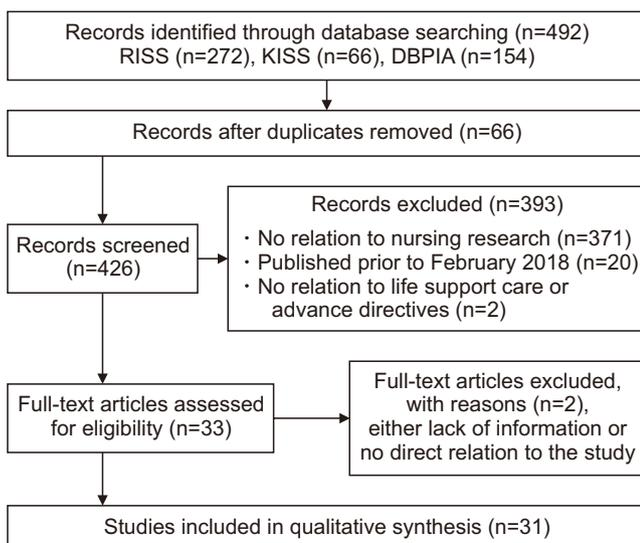 Records identified through database searching (n=492)
RISS (n=272), KISS (n=66), DBPIA (n=154)
Records after duplicates removed (n=66)
Records excluded (n=393)
· No relation to nursing research (n=371)
· Published prior to February 2018 (n=20)
· No relation to life support care or
advance directives (n=2)
Records screened
(n=426)
Full-text articles assessed
for eligibility (n=33)
Full-text articles excluded,
with reasons (n=2),
either lack of information or
no direct relation to the study
Studies included in qualitative synthesis (n=31)